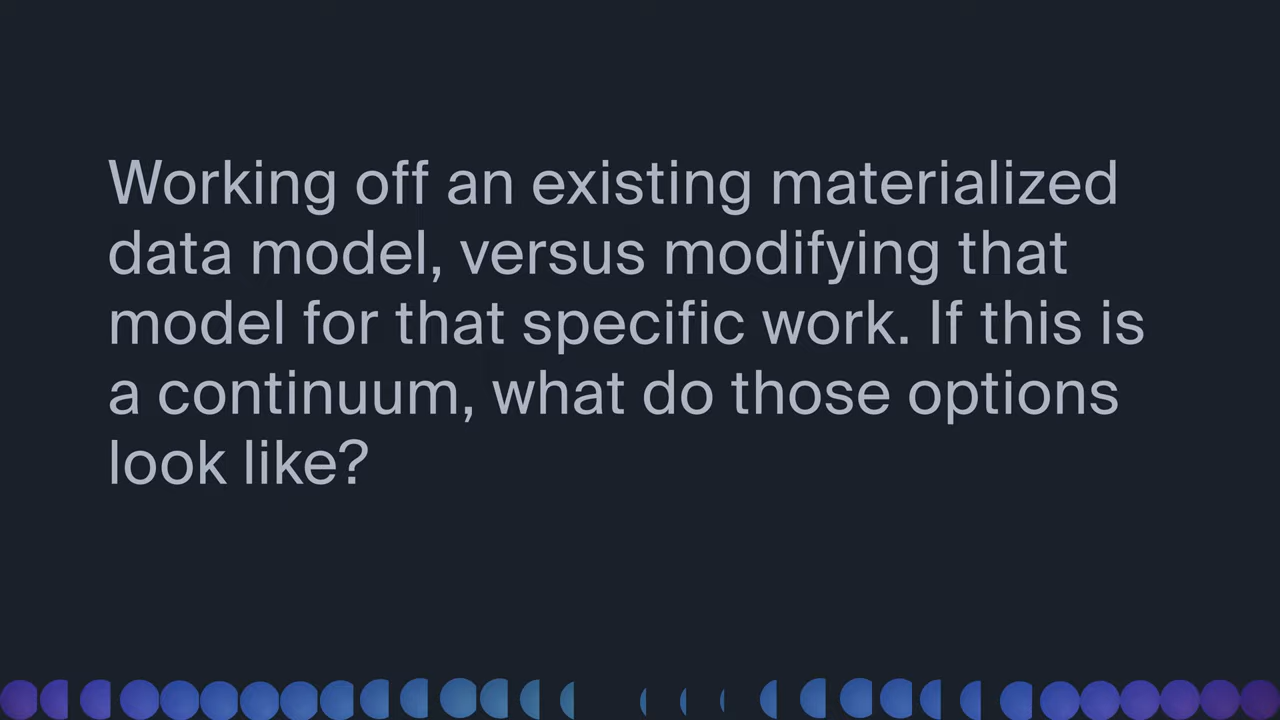 Working off an existing materialized
data model, versus modifying that
model for that specific work. If this is
a continuum, what do those options
look like?